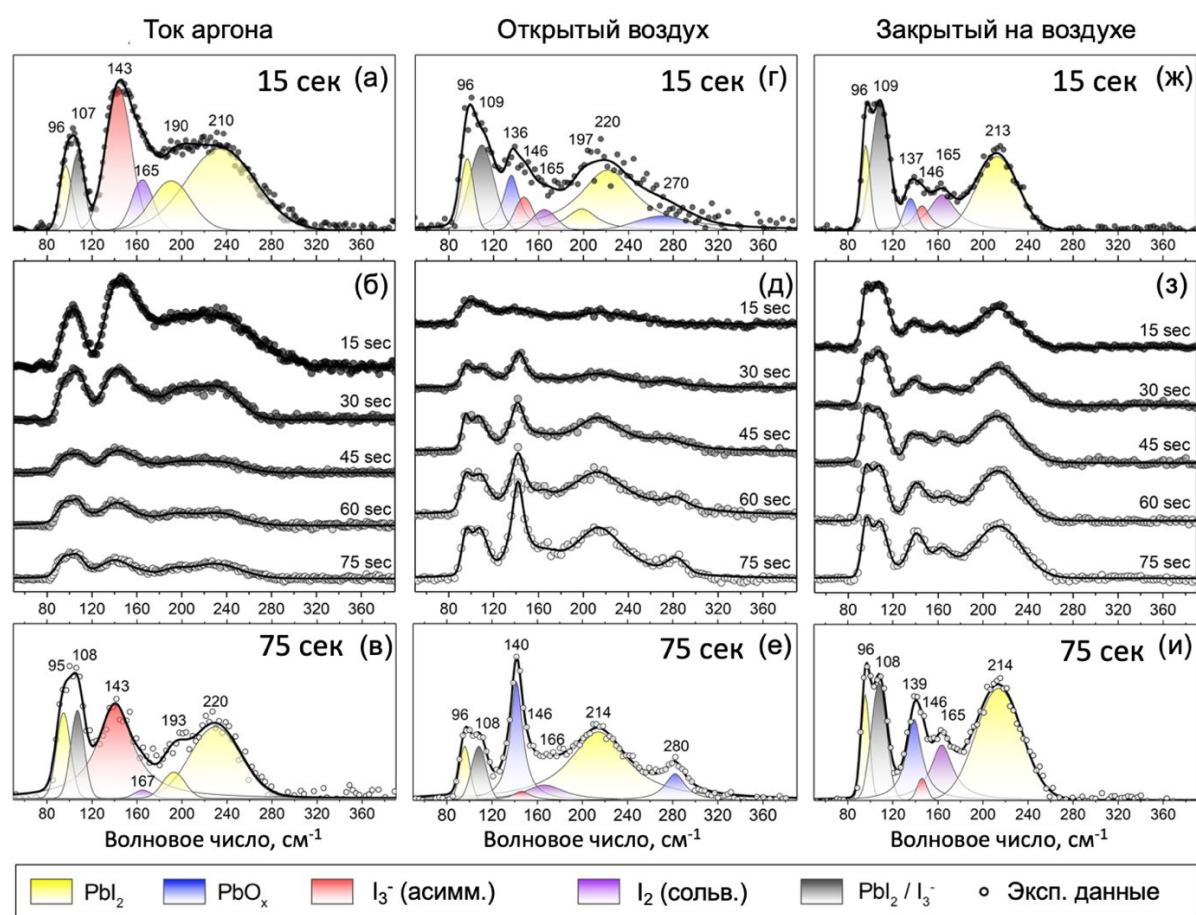 Ток аргона
Открытый воздух
Закрытый на воздухе
15 сек (а)
96
107
143
165
190
210
80 120 160 200 240 280 320 360
15 сек (г)
96
109
136
146
165
197
220
270
80 120 160 200 240 280 320 360
15 сек (ж)
96
109
137
146
165
213
80 120 160 200 240 280 320 360
(б)
15 sec
30 sec
45 sec
60 sec
75 sec
80 120 160 200 240 280 320 360
(д)
15 sec
30 sec
45 sec
60 sec
75 sec
80 120 160 200 240 280 320 360
(з)
15 sec
30 sec
45 sec
60 sec
75 sec
80 120 160 200 240 280 320 360
75 сек (в)
95
108
143
167
193
220
80 120 160 200 240 280 320 360
Волновое число, см-1
75 сек (е)
96
108
140
146
166
214
280
80 120 160 200 240 280 320 360
Волновое число, см-1
75 сек (и)
96
108
139
146
165
214
80 120 160 200 240 280 320 360
Волновое число, см-1
PbI2 PbOx I3- (асимм.) I2 (сольв.) PbI2 / I3- Эксп. данные